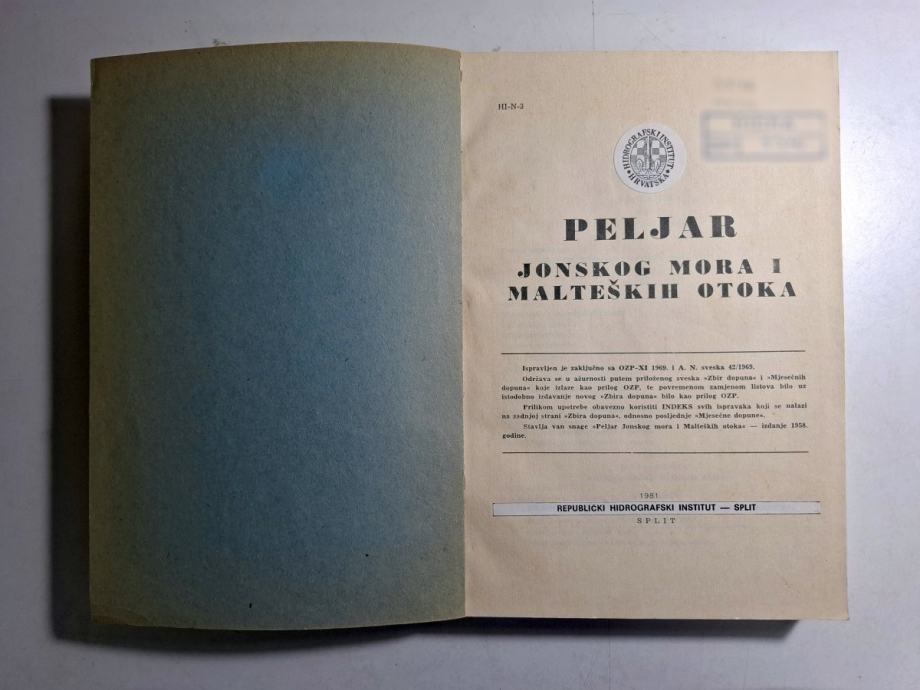 HI-N-3
HIDROGRAFSKI INSTITUT
HRVATSKA
PELJAR
JONSKOG MORA I
MALTEŠKIH OTOKA
Ispravljen je zaključno sa OZP-XI 1969. i A. N. sveska 42/1969.
Održava se u ažurnosti putem priloženog sveska »Zbir dopuna« i »Mjesečnih
dopuna« koje izlaze kao prilog OZP, te povremenom zamjenom listova bilo uz
istodobno izdavanje novog »Zbira dopuna« bilo kao prilog OZP.
Prilikom upotrebe obavezno koristiti INDEKS svih ispravaka koji se nalazi
na zadnjoj strani »Zbira dopuna«, odnosno posljednje »Mjesečne dopune«.
Stavlja van snage »Peljar Jonskog mora i Malteških otoka« — izdanje 1958.
godine.
1981
REPUBLIČKI HIDROGRAFSKI INSTITUT — SPLIT
SPLIT